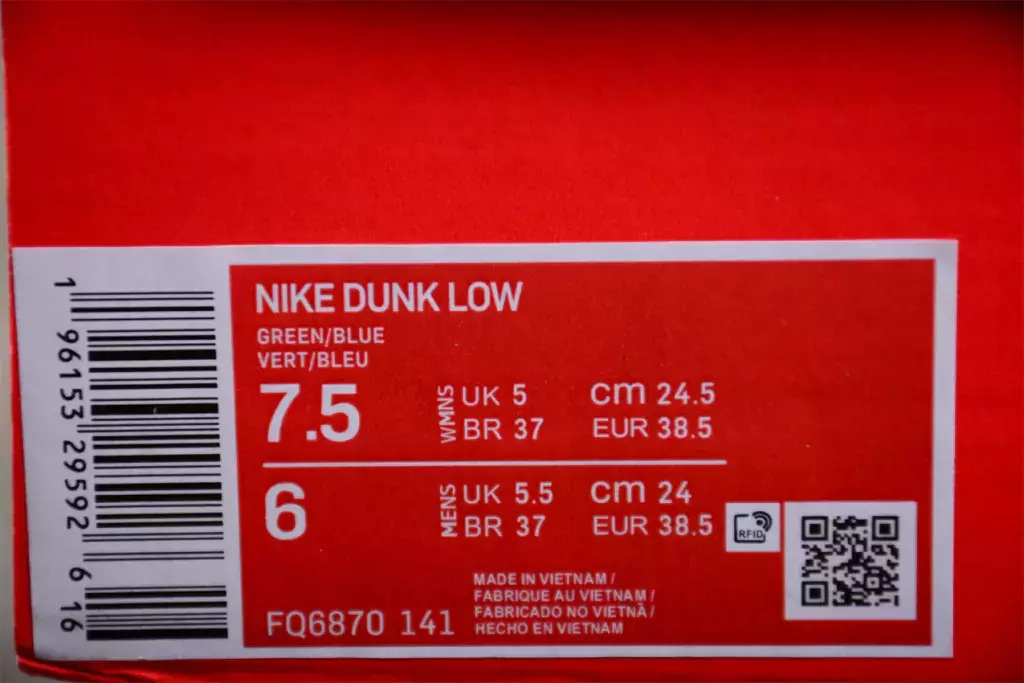 NIKE DUNK LOW
GREEN/BLUE
VERT/BLEU
7.5
WMNS
UK 5
CM 24.5
BR 37
EUR 38.5
6
MENS
UK 5.5
CM 24
BR 37
EUR 38.5
RFID
MADE IN VIETNAM /
FABRIQUE AU VIETNAM /
FABRICADO NO VIETNÃ /
HECHO EN VIETNAM
FQ6870 141
1 96153 29592 6 16